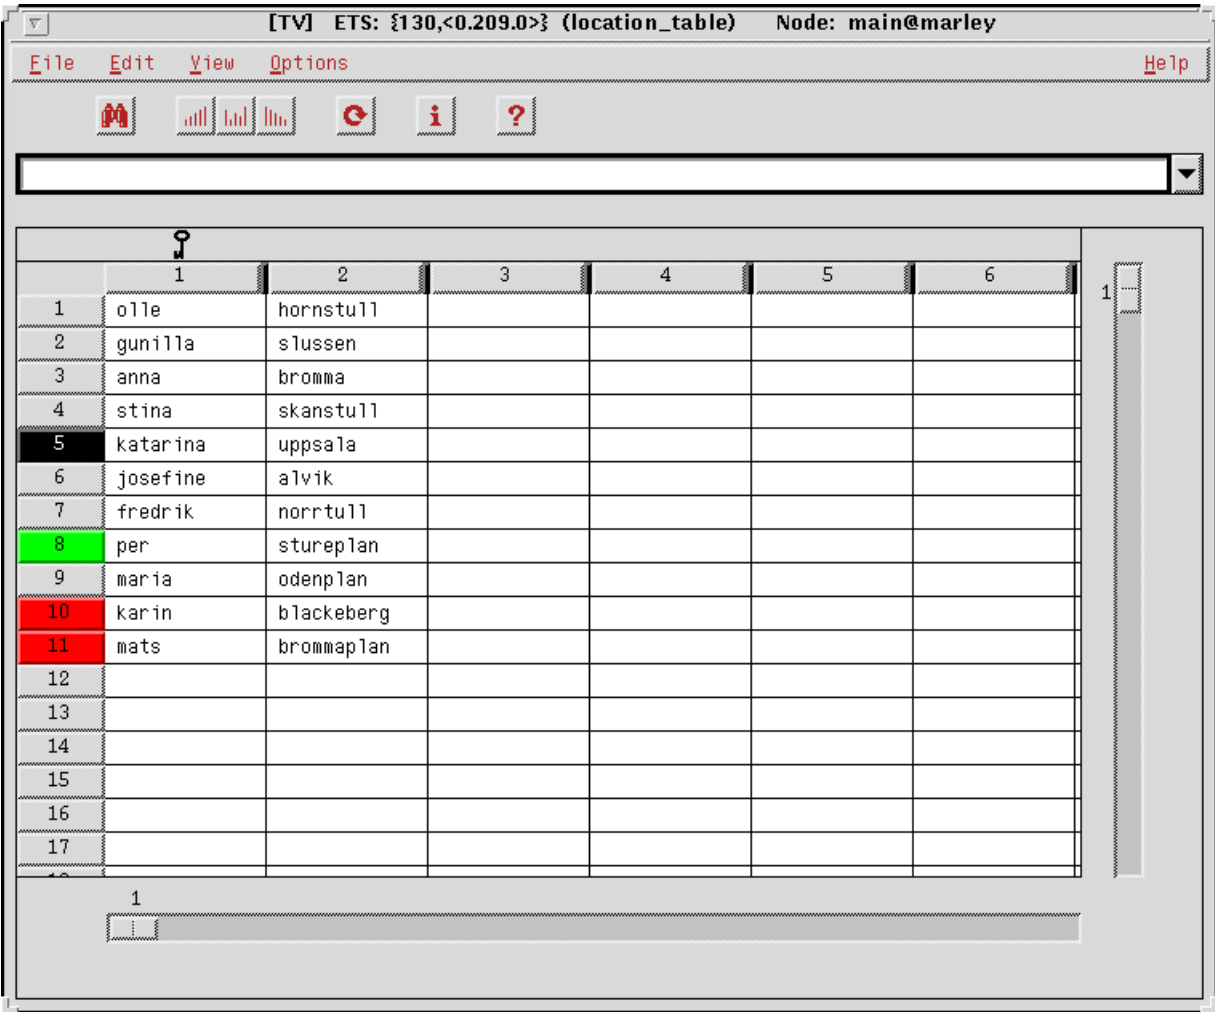 [TV] ETS: {130,<0.209.0>} (location_table) Node: main@marley
File Edit View Options Help
i ?
1 2 3 4 5 6
1
1 olle hornstull
2 gunilla slussen
3 anna bromma
4 stina skanstull
5 katarina uppsala
6 josefine alvik
7 fredrik norrtull
8 per stureplan
9 maria odenplan
10 karin blackeberg
11 mats brommaplan
12
13
14
15
16
17
1